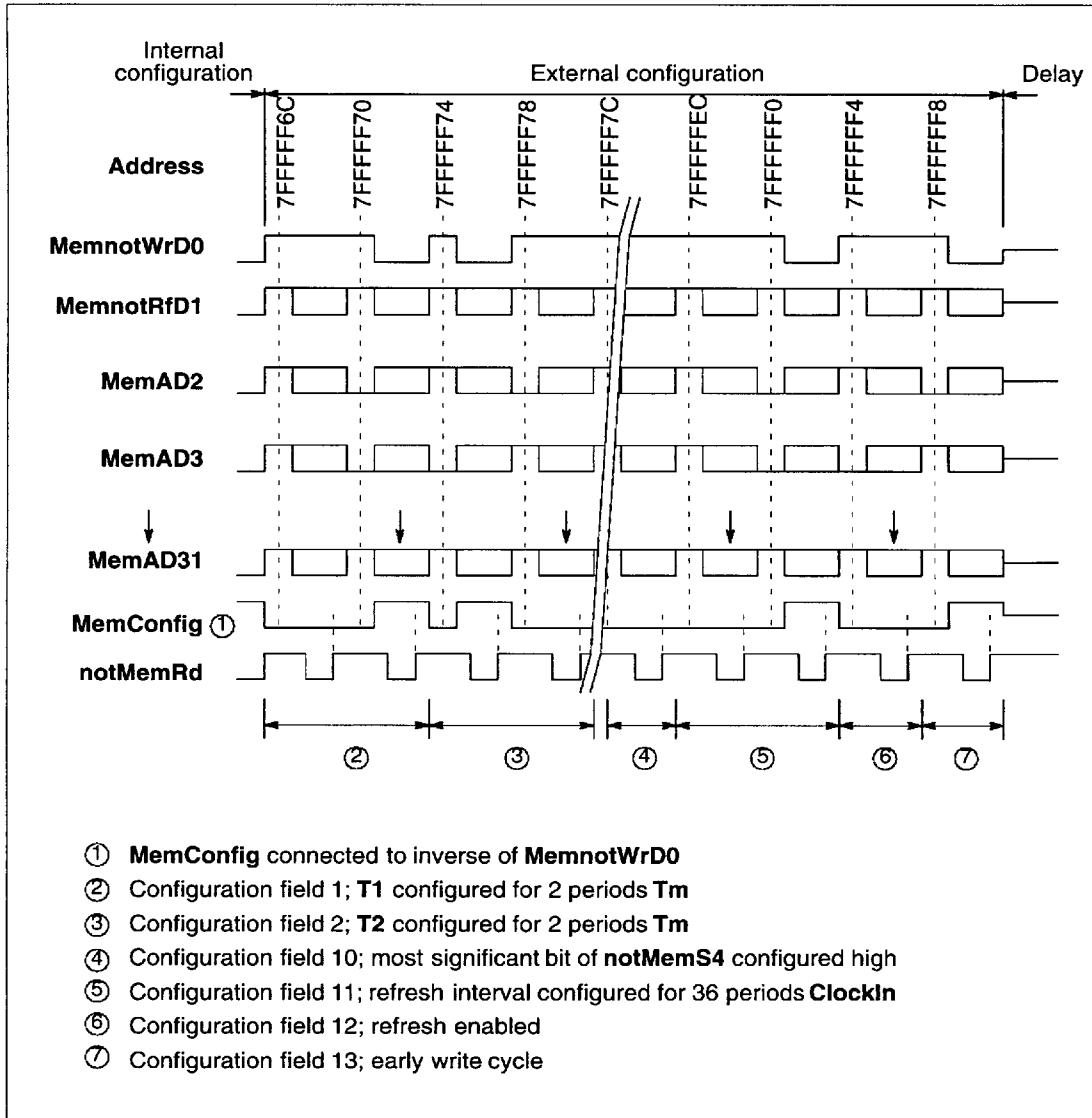 Internal
configuration
External configuration
Delay
Address
7FFFFF6C
7FFFFF70
7FFFFF74
7FFFFF78
7FFFFF7C
7FFFFFEC
7FFFFFF0
7FFFFFF4
7FFFFFF8
MemnotWrD0
MemnotRfD1
MemAD2
MemAD3
MemAD31
MemConfig ①
notMemRd
② ③ ④ ⑤ ⑥ ⑦
① MemConfig connected to inverse of MemnotWrD0
② Configuration field 1; T1 configured for 2 periods Tm
③ Configuration field 2; T2 configured for 2 periods Tm
④ Configuration field 10; most significant bit of notMemS4 configured high
⑤ Configuration field 11; refresh interval configured for 36 periods ClockIn
⑥ Configuration field 12; refresh enabled
⑦ Configuration field 13; early write cycle